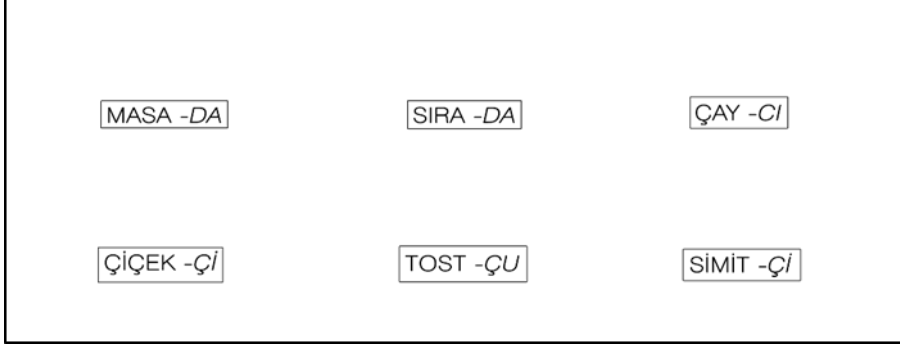 MASA -DA SIRA -DA ÇAY -CI
ÇİÇEK -Çİ TOST -ÇU SİMİT -Çİ